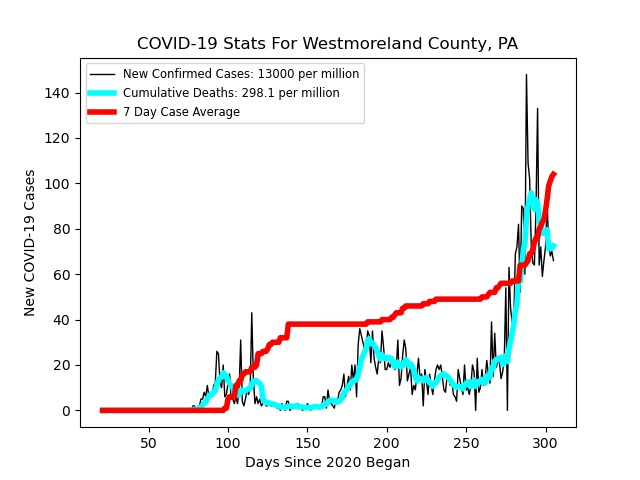 COVID-19 Stats For Westmoreland County, PA
New Confirmed Cases: 13000 per million
Cumulative Deaths: 298.1 per million
7 Day Case Average
New COVID-19 Cases
140
120
100
80
60
40
20
0
50
100
150
200
250
300
Days Since 2020 Began